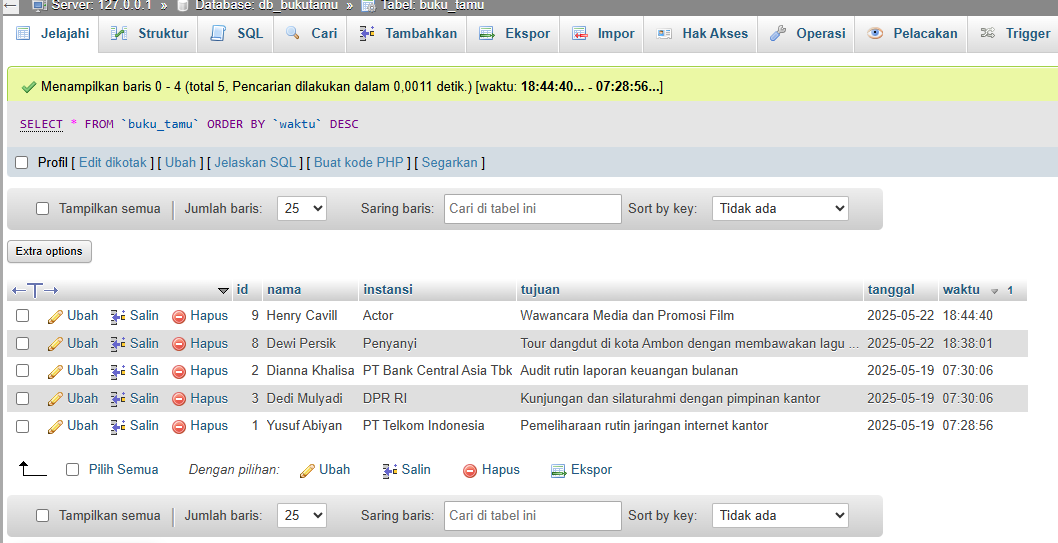 Server: 127.0.0.1 » Database: db_bukutamu » Tabel: buku_tamu
Jelajahi Struktur SQL Cari Tambahkan Ekspor Impor Hak Akses Operasi Pelacakan Trigger
Menampilkan baris 0 - 4 (total 5, Pencarian dilakukan dalam 0,0011 detik.) [waktu: 18:44:40... - 07:28:56...]
SELECT * FROM `buku_tamu` ORDER BY `waktu` DESC
Profil [ Edit dikotak ] [ Ubah ] [ Jelaskan SQL ] [ Buat kode PHP ] [ Segarkan ]
Tampilkan semua | Jumlah baris: 25 Saring baris: Cari di tabel ini Sort by key: Tidak ada
Extra options
←T→ id nama instansi tujuan tanggal waktu 1
Ubah Salin Hapus 9 Henry Cavill Actor Wawancara Media dan Promosi Film 2025-05-22 18:44:40
Ubah Salin Hapus 8 Dewi Persik Penyanyi Tour dangdut di kota Ambon dengan membawakan lagu ... 2025-05-22 18:38:01
Ubah Salin Hapus 2 Dianna Khalisa PT Bank Central Asia Tbk Audit rutin laporan keuangan bulanan 2025-05-19 07:30:06
Ubah Salin Hapus 3 Dedi Mulyadi DPR RI Kunjungan dan silaturahmi dengan pimpinan kantor 2025-05-19 07:30:06
Ubah Salin Hapus 1 Yusuf Abiyan PT Telkom Indonesia Pemeliharaan rutin jaringan internet kantor 2025-05-19 07:28:56
Pilih Semua Dengan pilihan: Ubah Salin Hapus Ekspor
Tampilkan semua | Jumlah baris: 25 Saring baris: Cari di tabel ini Sort by key: Tidak ada